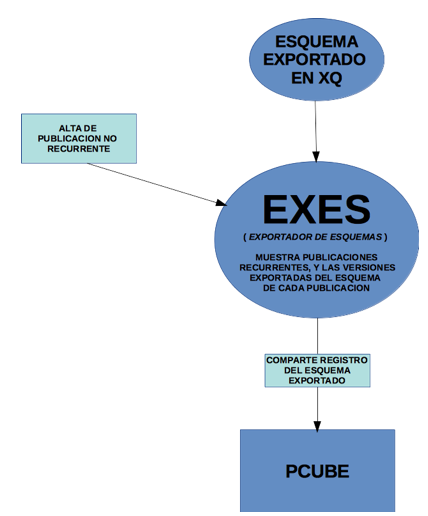 ESQUEMA
EXPORTADO
EN XQ
ALTA DE
PUBLICACION NO
RECURRENTE
EXES
( EXPORTADOR DE ESQUEMAS )
MUESTRA PUBLICACIONES
RECURRENTES, Y LAS VERSIONES
EXPORTADAS DEL ESQUEMA
DE CADA PUBLICACION
COMPARTE REGISTRO
DEL ESQUEMA
EXPORTADO
PCUBE